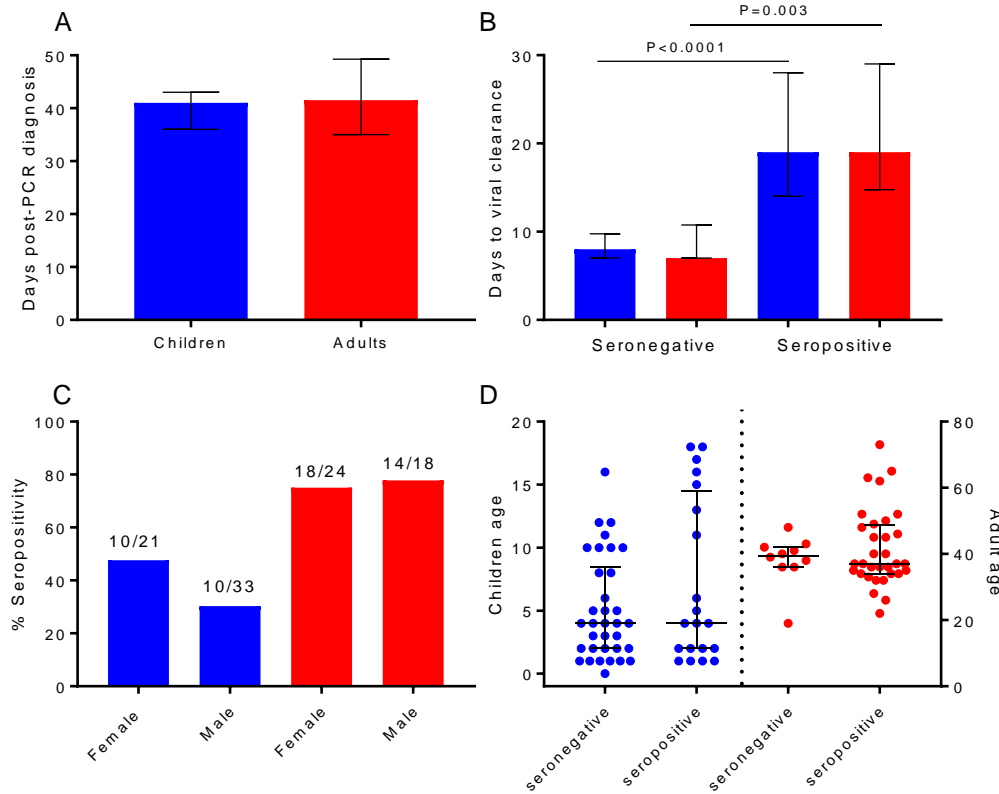 A
Days post-PCR diagnosis
50
40
30
20
10
0
Children
Adults
B
P=0.003
P<0.0001
Days to viral clearance
30
20
10
0
Seronegative
Seropositive
C
% Seropositivity
100
80
60
40
20
0
10/21
10/33
18/24
14/18
Female
Male
Female
Male
D
Children age
20
15
10
5
0
80
60
40
20
0
Adult age
seronegative
seropositive
seronegative
seropositive